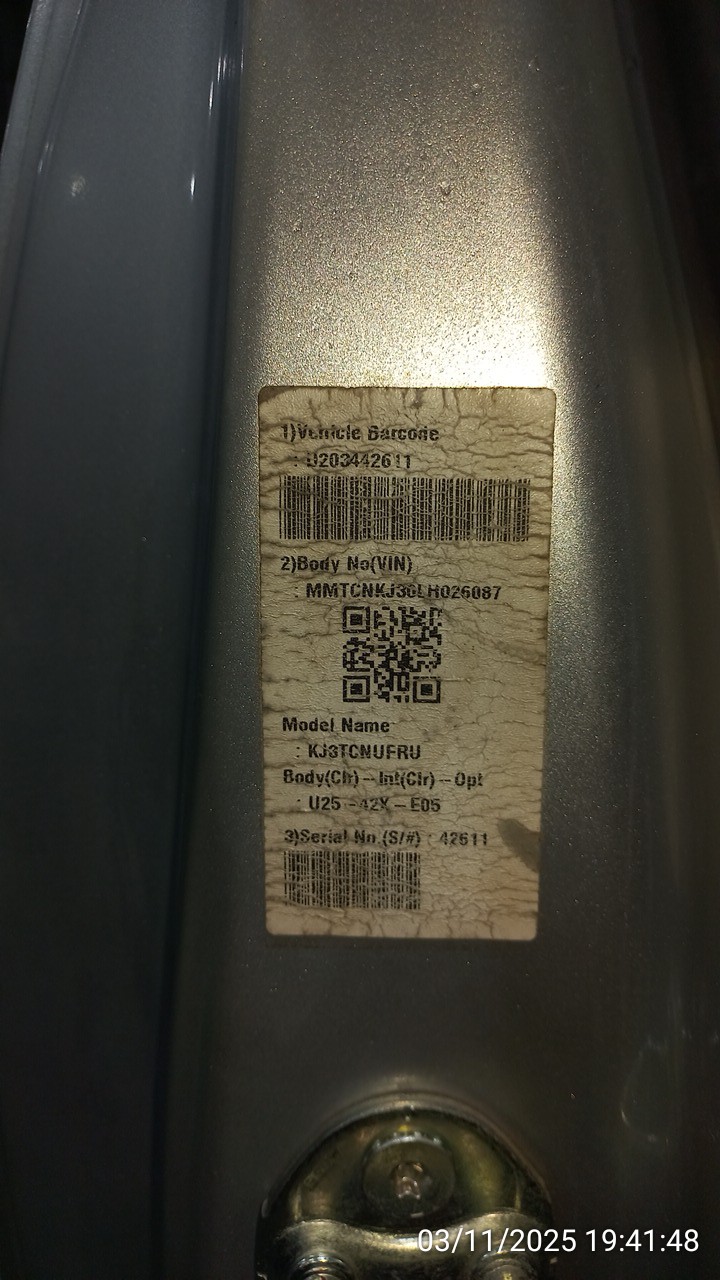 1)Vehicle Barcode
: U203442611
2)Body No(VIN)
: MMTCNKJ30LH026087
Model Name
: KJ3TCNUFRU
Body(Clr) - Int(Clr) - Opt
: U25 - 42X - E05
3)Serial No.(S/#) : 42611
03/11/2025 19:41:48